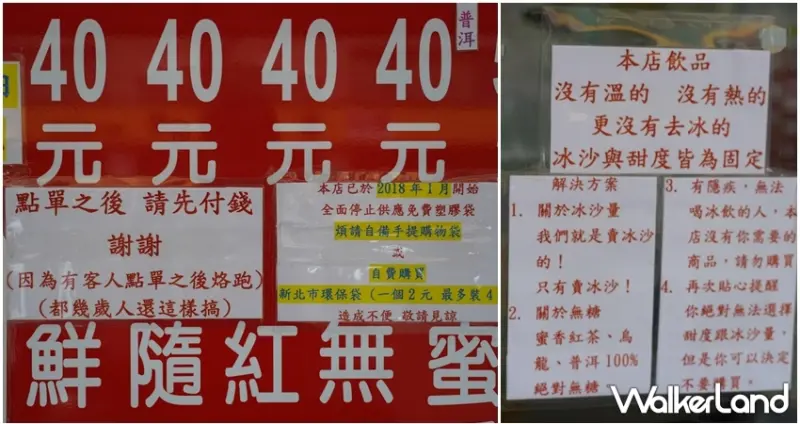 普洱
40 40 40 40
元 元 元 元
點單之後 請先付錢
謝謝
(因為有客人點單之後烙跑)
(都幾歲人還這樣搞)
本店已於 2018 年 1 月開始
全面停止供應免費塑膠袋
煩請自備手提購物袋
或
自費購買
新北市環保袋 (一個 2 元 最多裝 4
造成不便 敬請見諒
鮮 隨 紅 無 蜜
本店飲品
沒有溫的 沒有熱的
更沒有去冰的
冰沙與甜度皆為固定
解決方案
1. 關於冰沙量
我們就是賣冰沙
的!
只有賣冰沙!
2. 關於無糖
蜜香紅茶、烏
龍、普洱 100%
絕對無糖
3. 有隱疾,無法
喝冰飲的人,本
店沒有你需要的
商品,請勿購買
4. 再次貼心提醒
你絕對無法選擇
甜度跟冰沙量,
但是你可以決定
不要購買。
WalkerLand